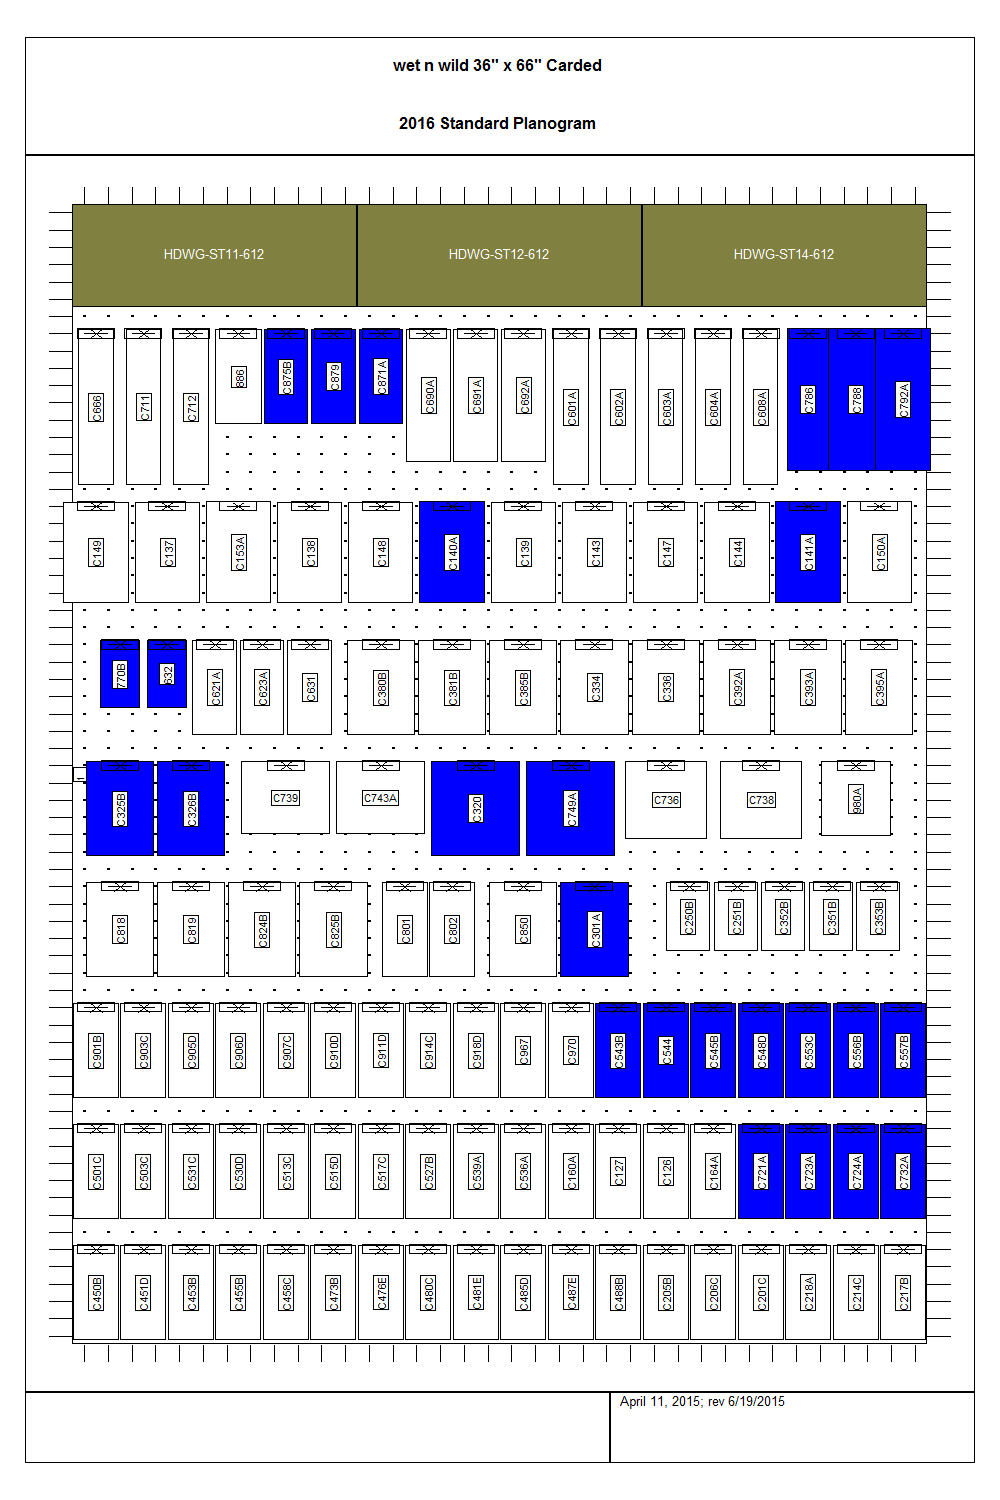 wet n wild 36" x 66" Carded
2016 Standard Planogram
HDWG-ST11-612 HDWG-ST12-612 HDWG-ST14-612
C666 C711 C712 886 C875B C879 C871A C690A C691A C692A C601A C602A C603A C604A C608A C786 C788 C792A
C149 C137 C153A C138 C148 C140A C139 C143 C147 C144 C141A C150A
770B 632 C621A C623A C631 C380B C381B C385B C334 C336 C392A C393A C395A
1 C325B C326B C739 C743A C320 C749A C736 C738 980A
C818 C819 C824B C825B C801 C802 C850 C301A C250B C251B C352B C351B C353B
C901B C903C C905D C906D C907C C910D C911D C914C C918D C967 C970 C543B C544 C545B C548D C553C C556B C557B
C501C C503C C531C C530D C513C C515D C517C C527B C539A C536A C160A C127 C126 C164A C721A C723A C724A C732A
C450B C451D C453B C455B C458C C473B C476E C480C C481E C485D C487E C488B C205B C206C C201C C218A C214C C217B
April 11, 2015; rev 6/19/2015